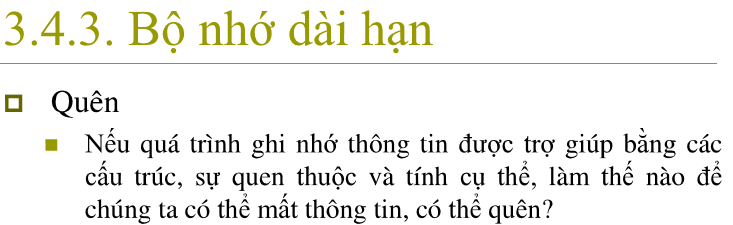 3.4.3. Bộ nhớ dài hạn
Quên
Nếu quá trình ghi nhớ thông tin được trợ giúp bằng các
cấu trúc, sự quen thuộc và tính cụ thể, làm thế nào để
chúng ta có thể mất thông tin, có thể quên?